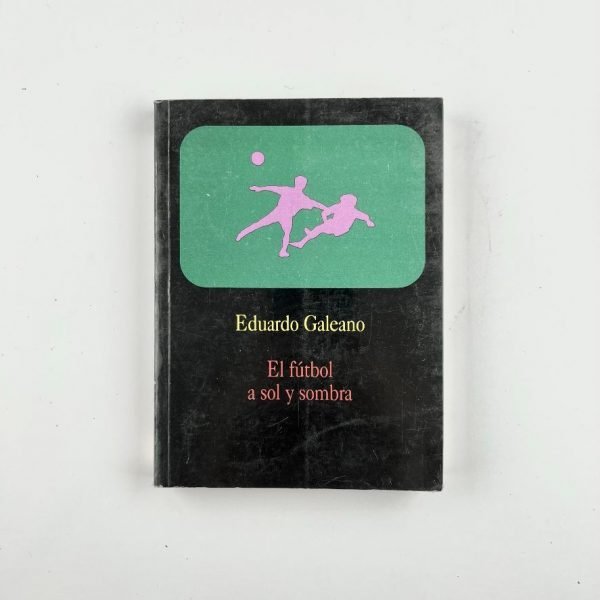 Eduardo Galeano
El fútbol
a sol y sombra